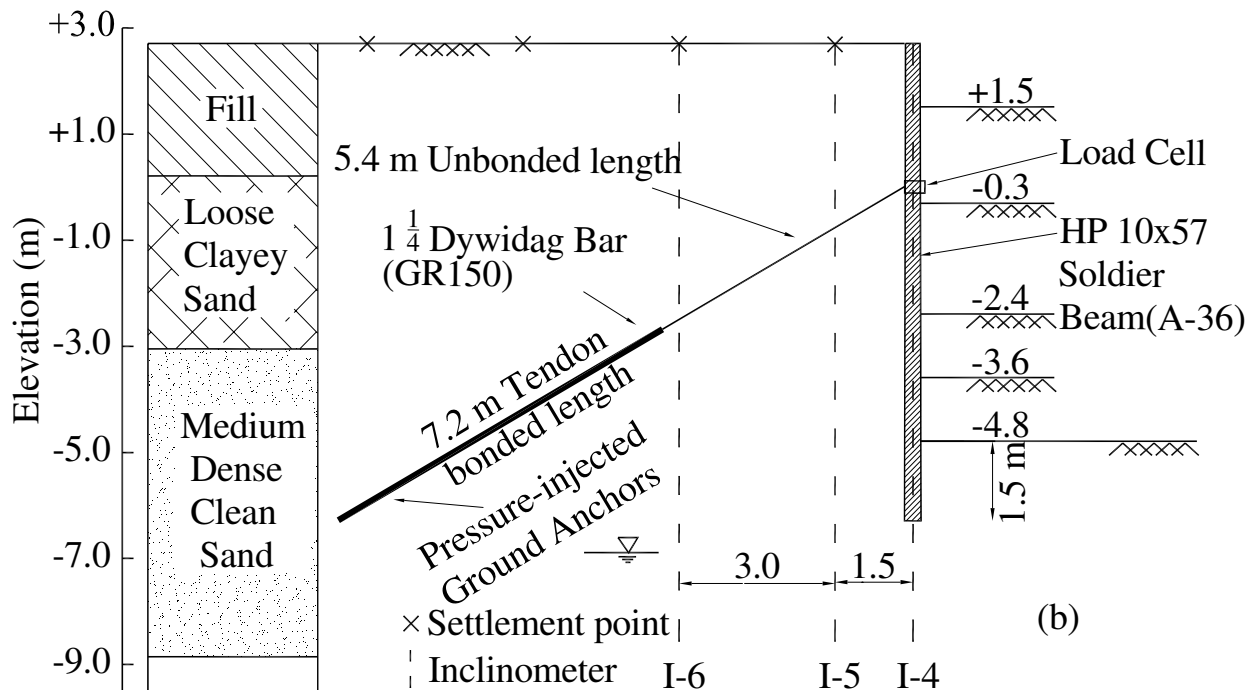 +3.0
+1.0
-1.0
-3.0
-5.0
-7.0
-9.0
Elevation (m)
Fill
Loose
Clayey
Sand
Medium
Dense
Clean
Sand
5.4 m Unbonded length
1 1/4 Dywidag Bar
(GR150)
7.2 m Tendon
bonded length
Pressure-injected
Ground Anchors
× Settlement point
Inclinometer
3.0
1.5
I-6
I-5
I-4
+1.5
-0.3
-2.4
-3.6
-4.8
1.5 m
Load Cell
HP 10x57
Soldier
Beam(A-36)
(b)